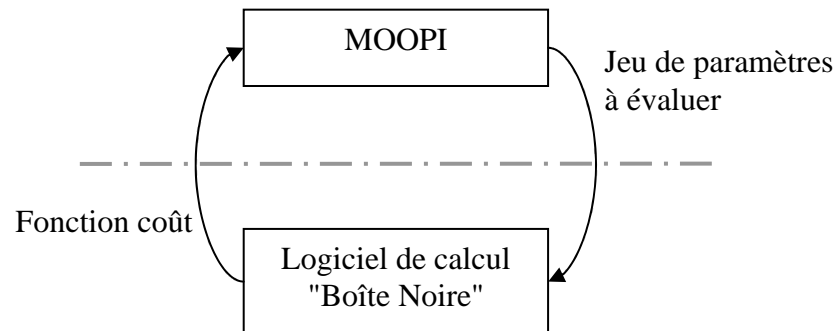 MOOPI
Jeu de paramètres
à évaluer
Fonction coût
Logiciel de calcul
"Boîte Noire"